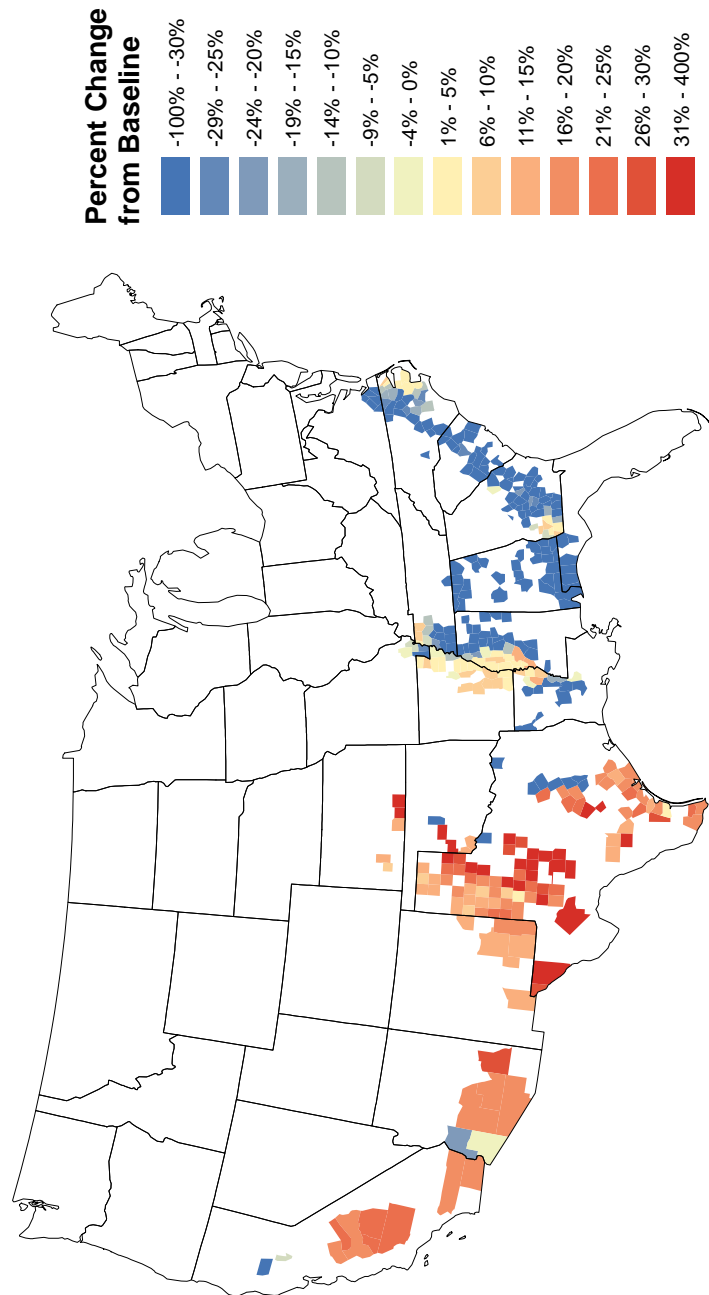 Percent Change
from Baseline
-100% - -30%
-29% - -25%
-24% - -20%
-19% - -15%
-14% - -10%
-9% - -5%
-4% - 0%
1% - 5%
6% - 10%
11% - 15%
16% - 20%
21% - 25%
26% - 30%
31% - 400%